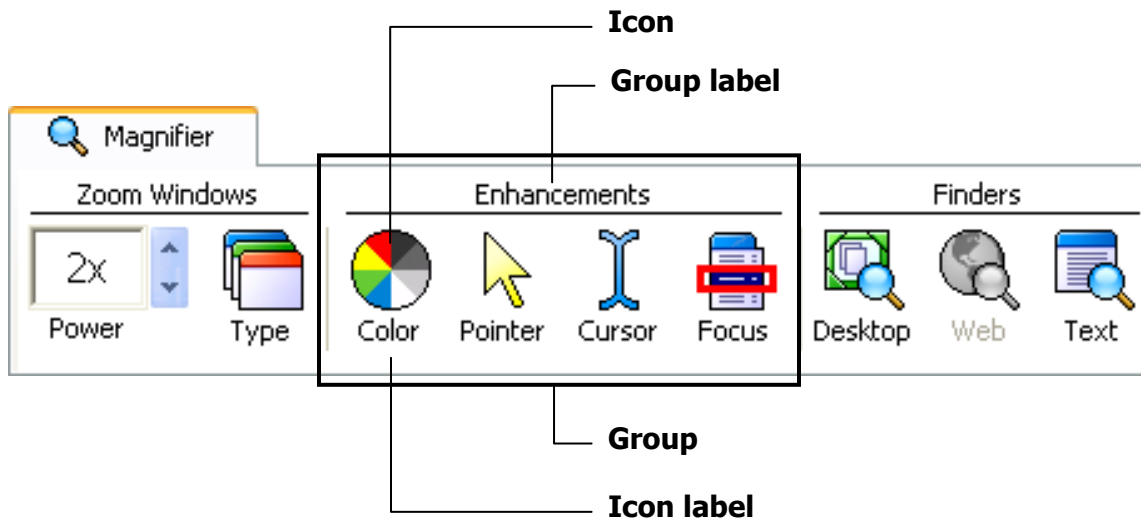 Icon
Group label
Magnifier
Zoom Windows Enhancements Finders
2x
Power Type Color Pointer Cursor Focus Desktop Web Text
Group
Icon label